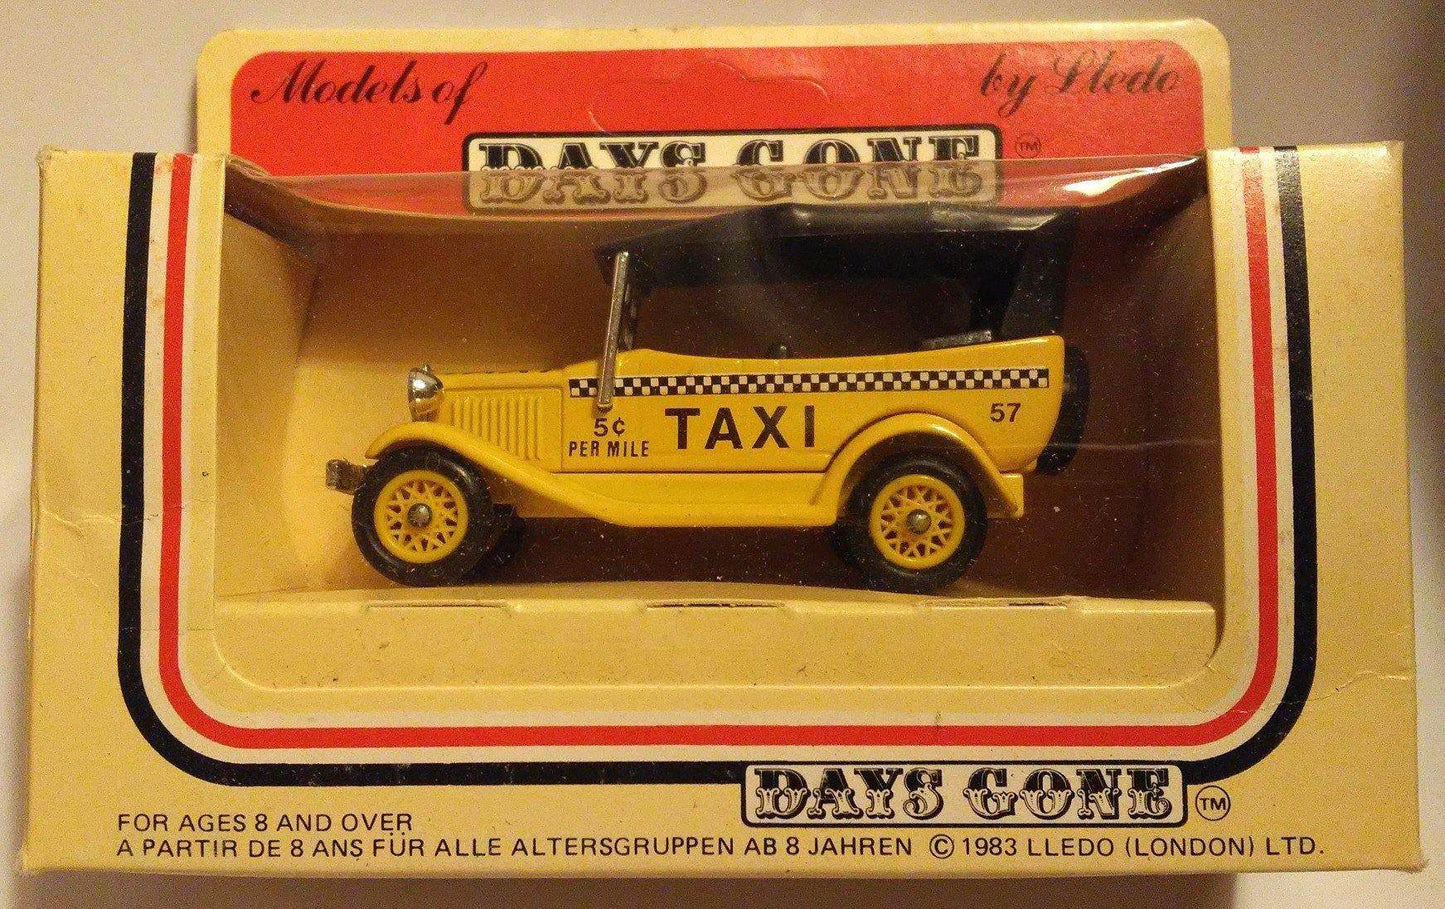 Models of by Lledo
DAYS GONE TM
5¢
PER MILE
TAXI
57
DAYS GONE TM
FOR AGES 8 AND OVER
A PARTIR DE 8 ANS FÜR ALLE ALTERSGRUPPEN AB 8 JAHREN © 1983 LLEDO (LONDON) LTD.